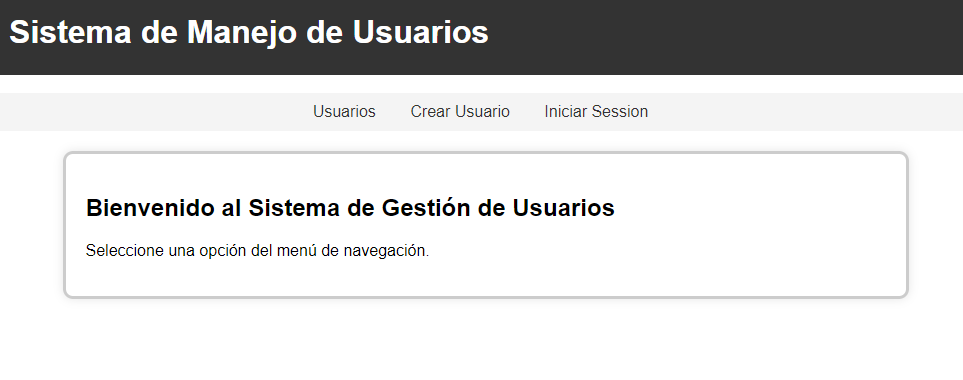 Sistema de Manejo de Usuarios
Usuarios Crear Usuario Iniciar Session
Bienvenido al Sistema de Gestión de Usuarios
Seleccione una opción del menú de navegación.